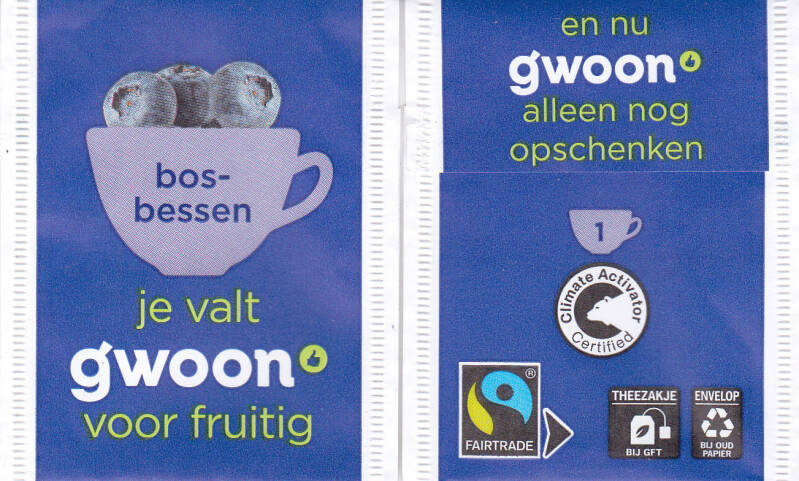 bos-
bessen
je valt
gwoon
voor fruitig
en nu
gwoon
alleen nog
opschenken
1
Climate Activator
Certified
FAIRTRADE
®
THEEZAKJE
BIJ GFT
ENVELOP
BIJ OUD
PAPIER